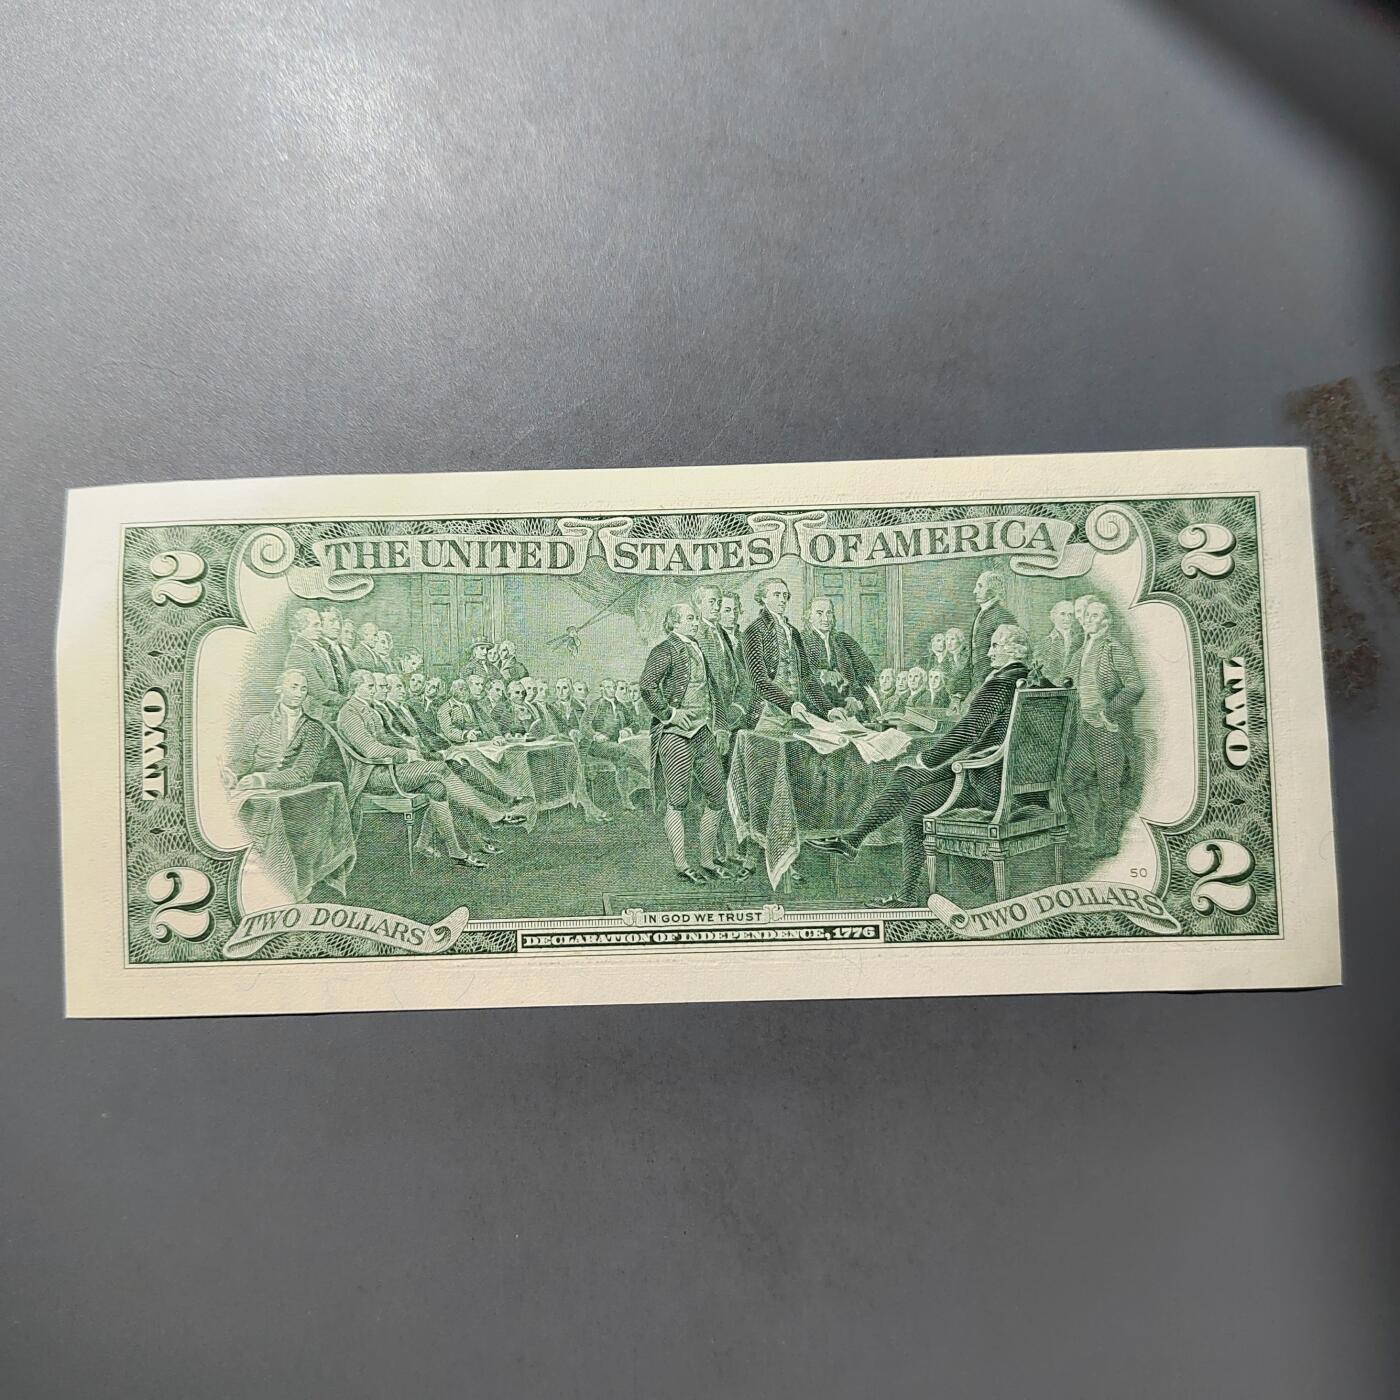 THE UNITED STATES OF AMERICA
2
2
TWO
TWO
50
2
2
TWO DOLLARS
IN GOD WE TRUST
TWO DOLLARS
DECLARATION OF INDEPENDENCE, 1776